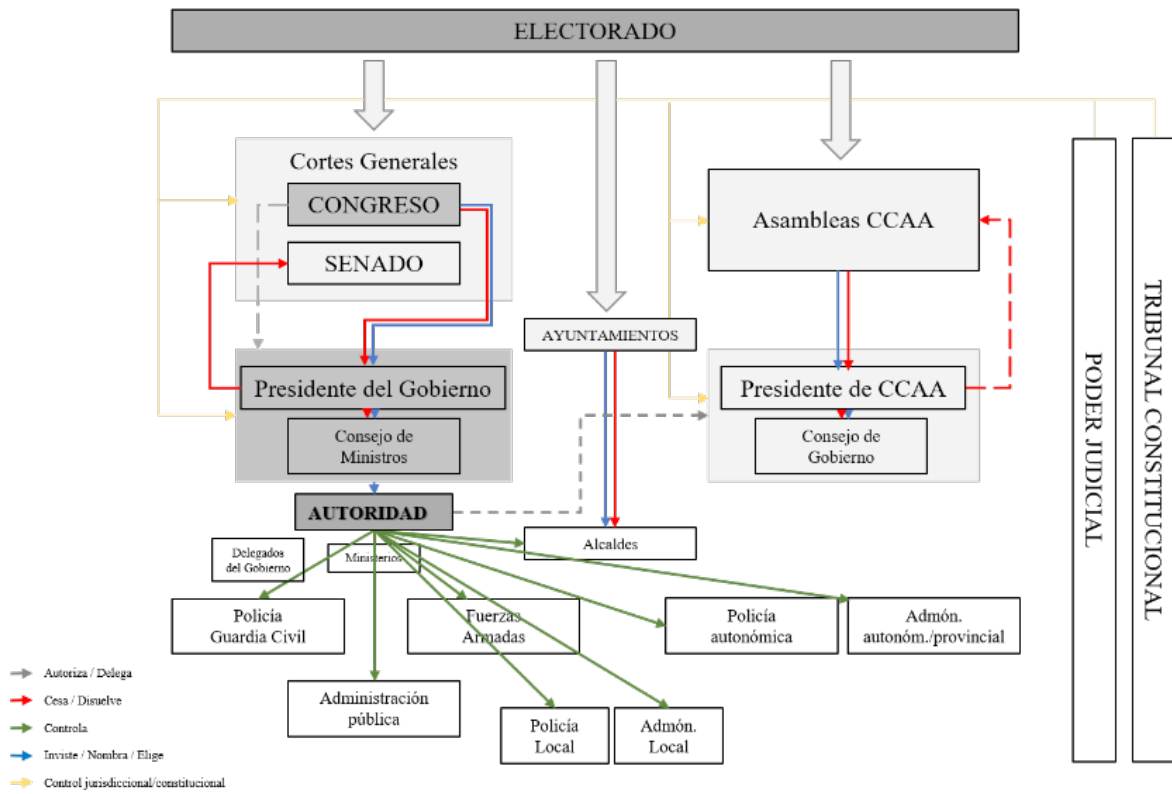 ELECTORADO
Cortes Generales
CONGRESO
SENADO
Asambleas CCAA
AYUNTAMIENTOS
Presidente del Gobierno
Consejo de
Ministros
Presidente de CCAA
Consejo de
Gobierno
AUTORIDAD
Alcaldes
Delegados
del Gobierno
Ministerios
Policía
Guardia Civil
Fuerzas
Armadas
Policía
autonómica
Admón.
autonóm./provincial
Administración
pública
Policía
Local
Admón.
Local
PODER JUDICIAL
TRIBUNAL CONSTITUCIONAL
Autoriza / Delega
Cesa / Disuelve
Controla
Inviste / Nombra / Elige
Control jurisdiccional/constitucional